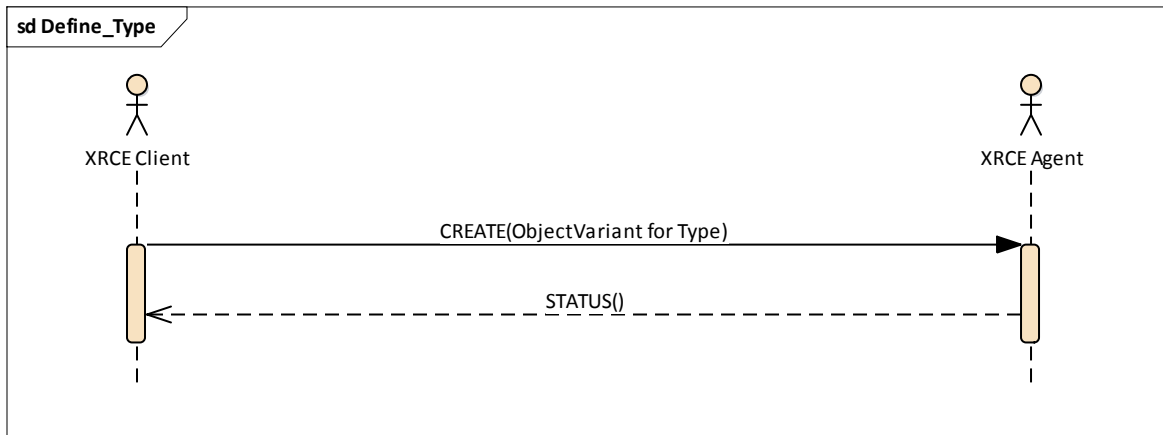 sd Define_Type
XRCE Client
XRCE Agent
CREATE(ObjectVariant for Type)
STATUS()